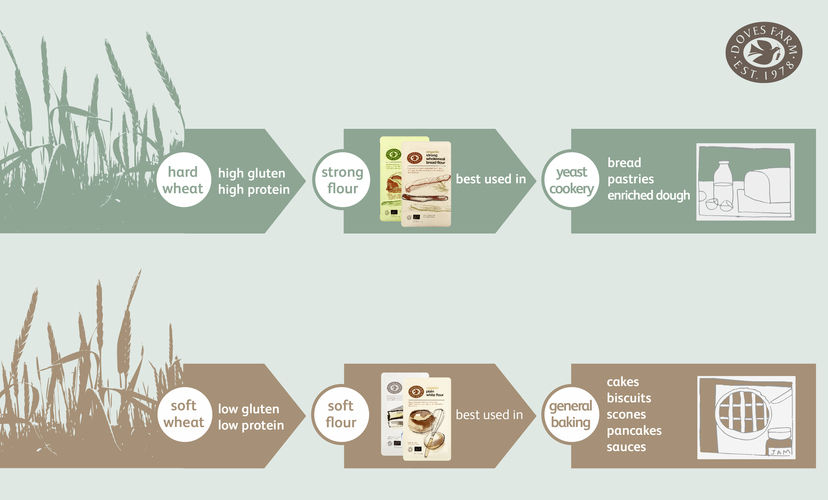 DOVES FARM
EST. 1978
hard
wheat
high gluten
high protein
strong
flour
organic
strong
wholemeal
bread flour
best used in
yeast
cookery
bread
pastries
enriched dough
soft
wheat
low gluten
low protein
soft
flour
organic
plain
white flour
best used in
general
baking
cakes
biscuits
scones
pancakes
sauces
JAM